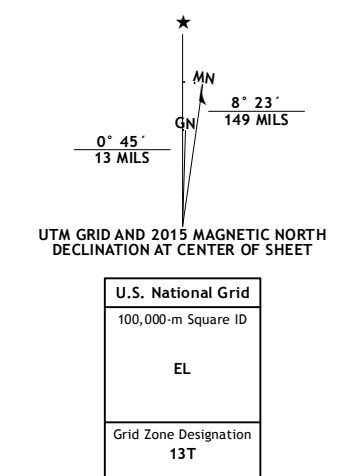 ★
MN
GN
8° 23´
149 MILS
0° 45´
13 MILS
UTM GRID AND 2015 MAGNETIC NORTH
DECLINATION AT CENTER OF SHEET
U.S. National Grid
100,000-m Square ID
EL
Grid Zone Designation
13T